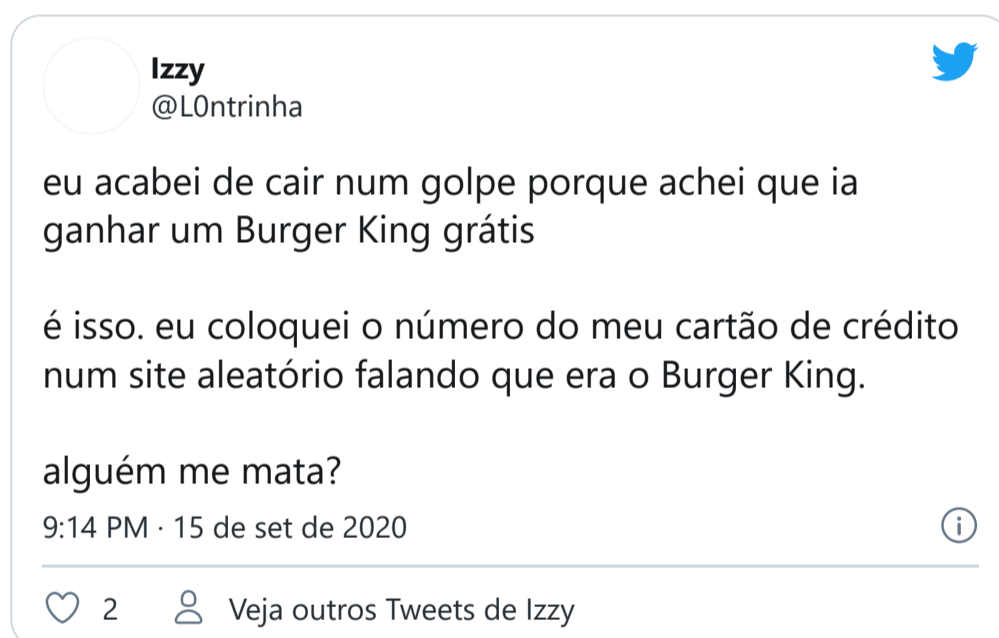 Izzy
@L0ntrinha
eu acabei de cair num golpe porque achei que ia
ganhar um Burger King grátis
é isso. eu coloquei o número do meu cartão de crédito
num site aleatório falando que era o Burger King.
alguém me mata?
9:14 PM · 15 de set de 2020
2 Veja outros Tweets de Izzy